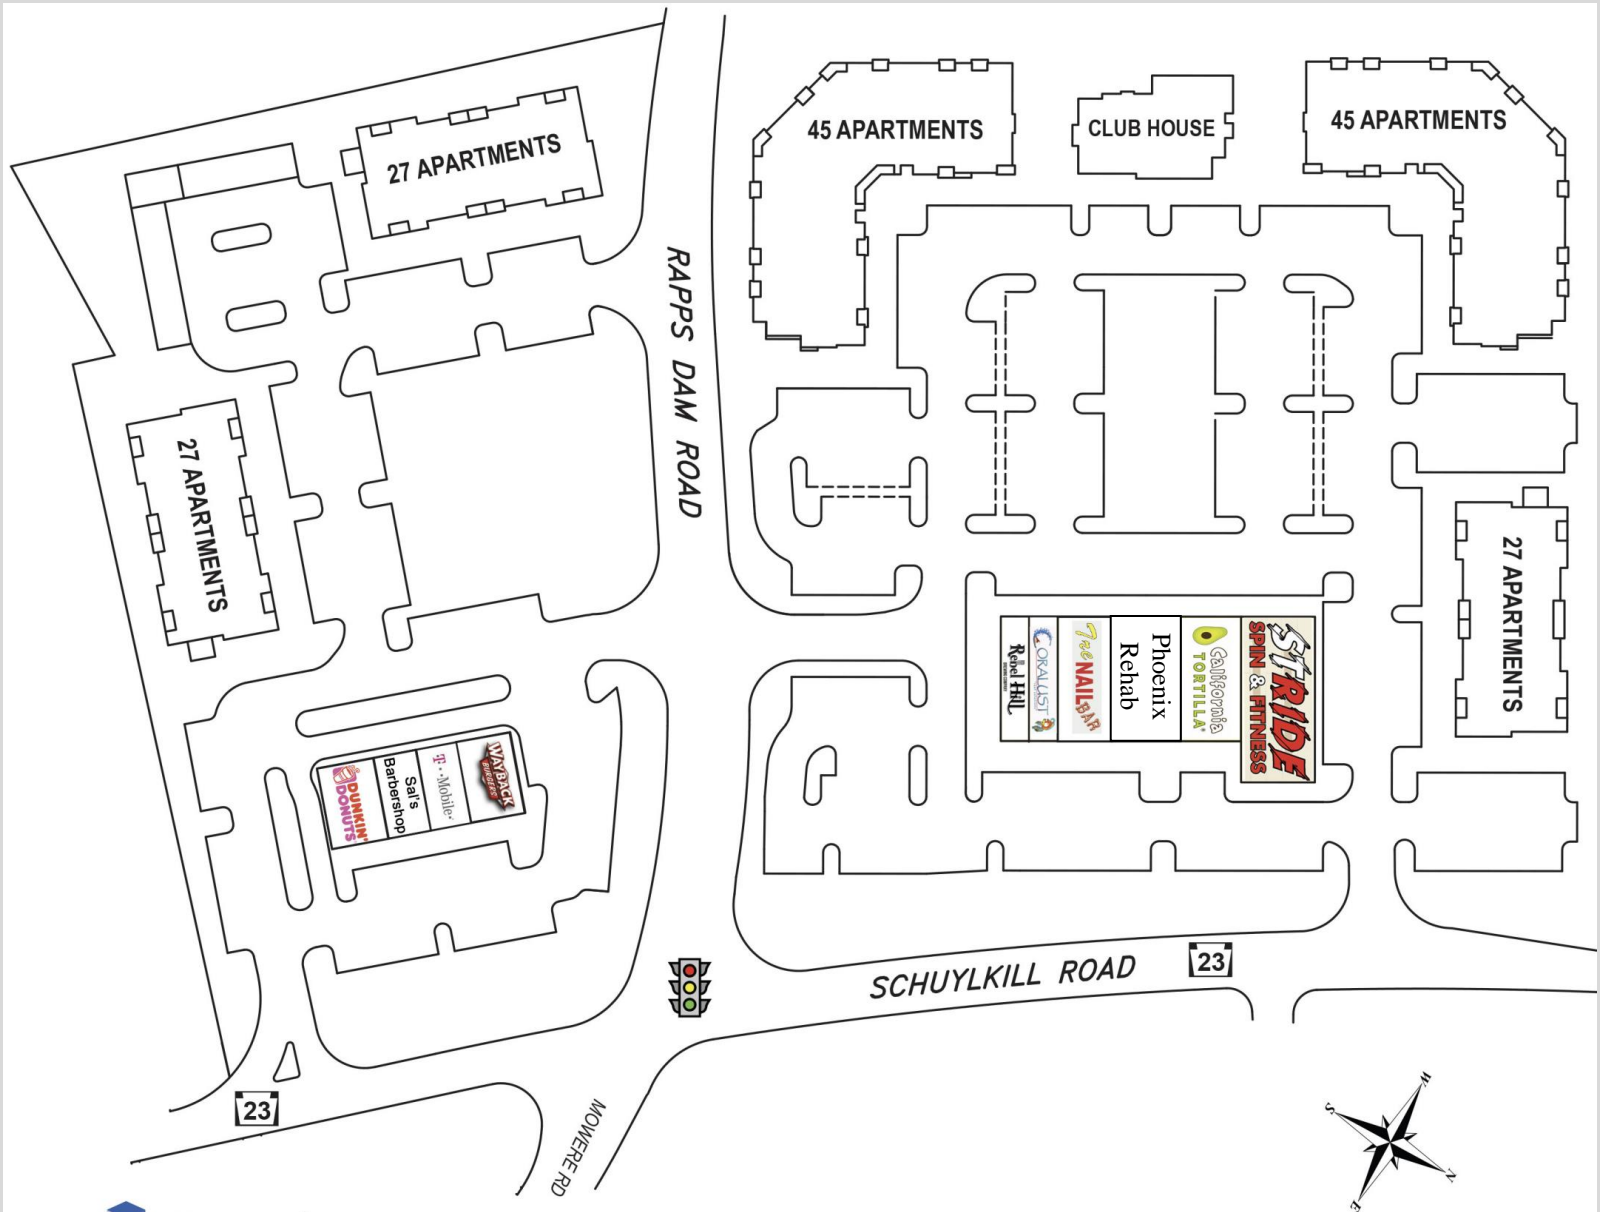 27 APARTMENTS
45 APARTMENTS
CLUB HOUSE
45 APARTMENTS
RAPPS DAM ROAD
27 APARTMENTS
27 APARTMENTS
Rebel Hill
CORALUST
The NAIL BAR
Phoenix
Rehab
California
TORTILLA
STRIDE
SPIN & FITNESS
DUNKIN'
DONUTS
Sal's
Barbershop
T-Mobile
WAYBACK
BURGERS
SCHUYLKILL ROAD
23
23
MOWERE RD
W
S
N
E